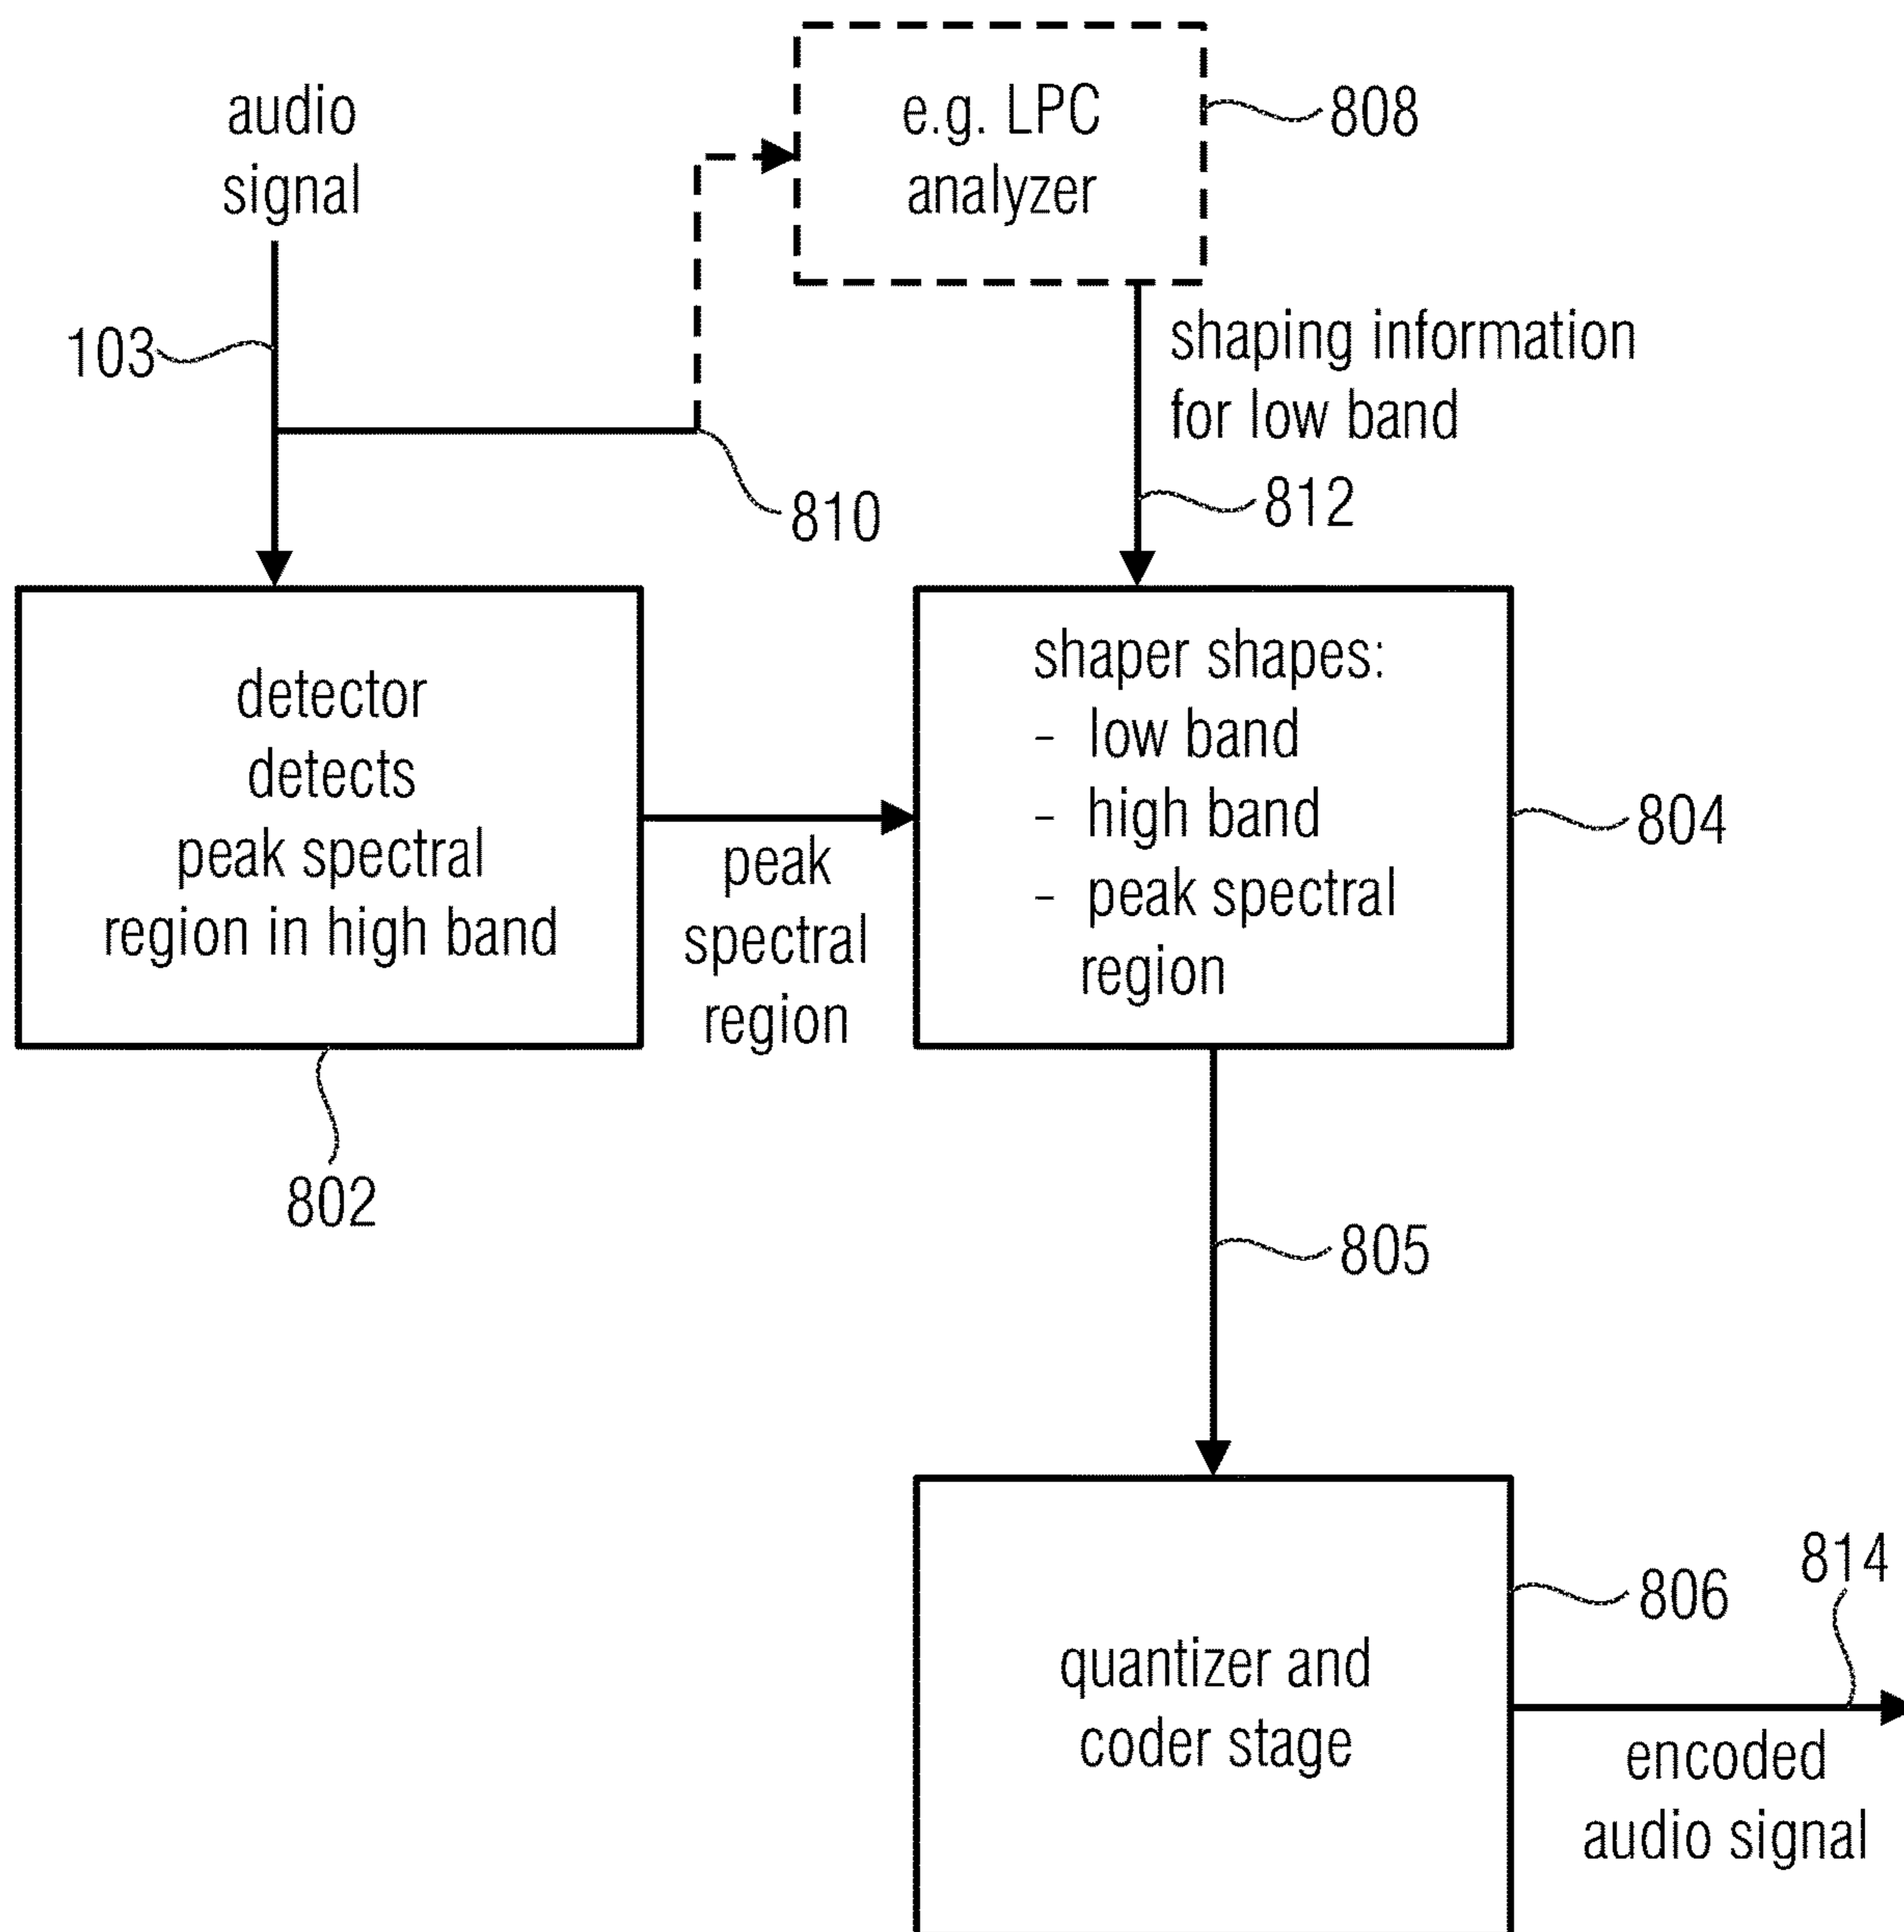 audio
signal
103
e.g. LPC
analyzer
808
shaping information
for low band
810
812
detector
detects
peak spectral
region in high band
802
peak
spectral
region
shaper shapes:
- low band
- high band
- peak spectral
region
804
805
quantizer and
coder stage
806
814
encoded
audio signal